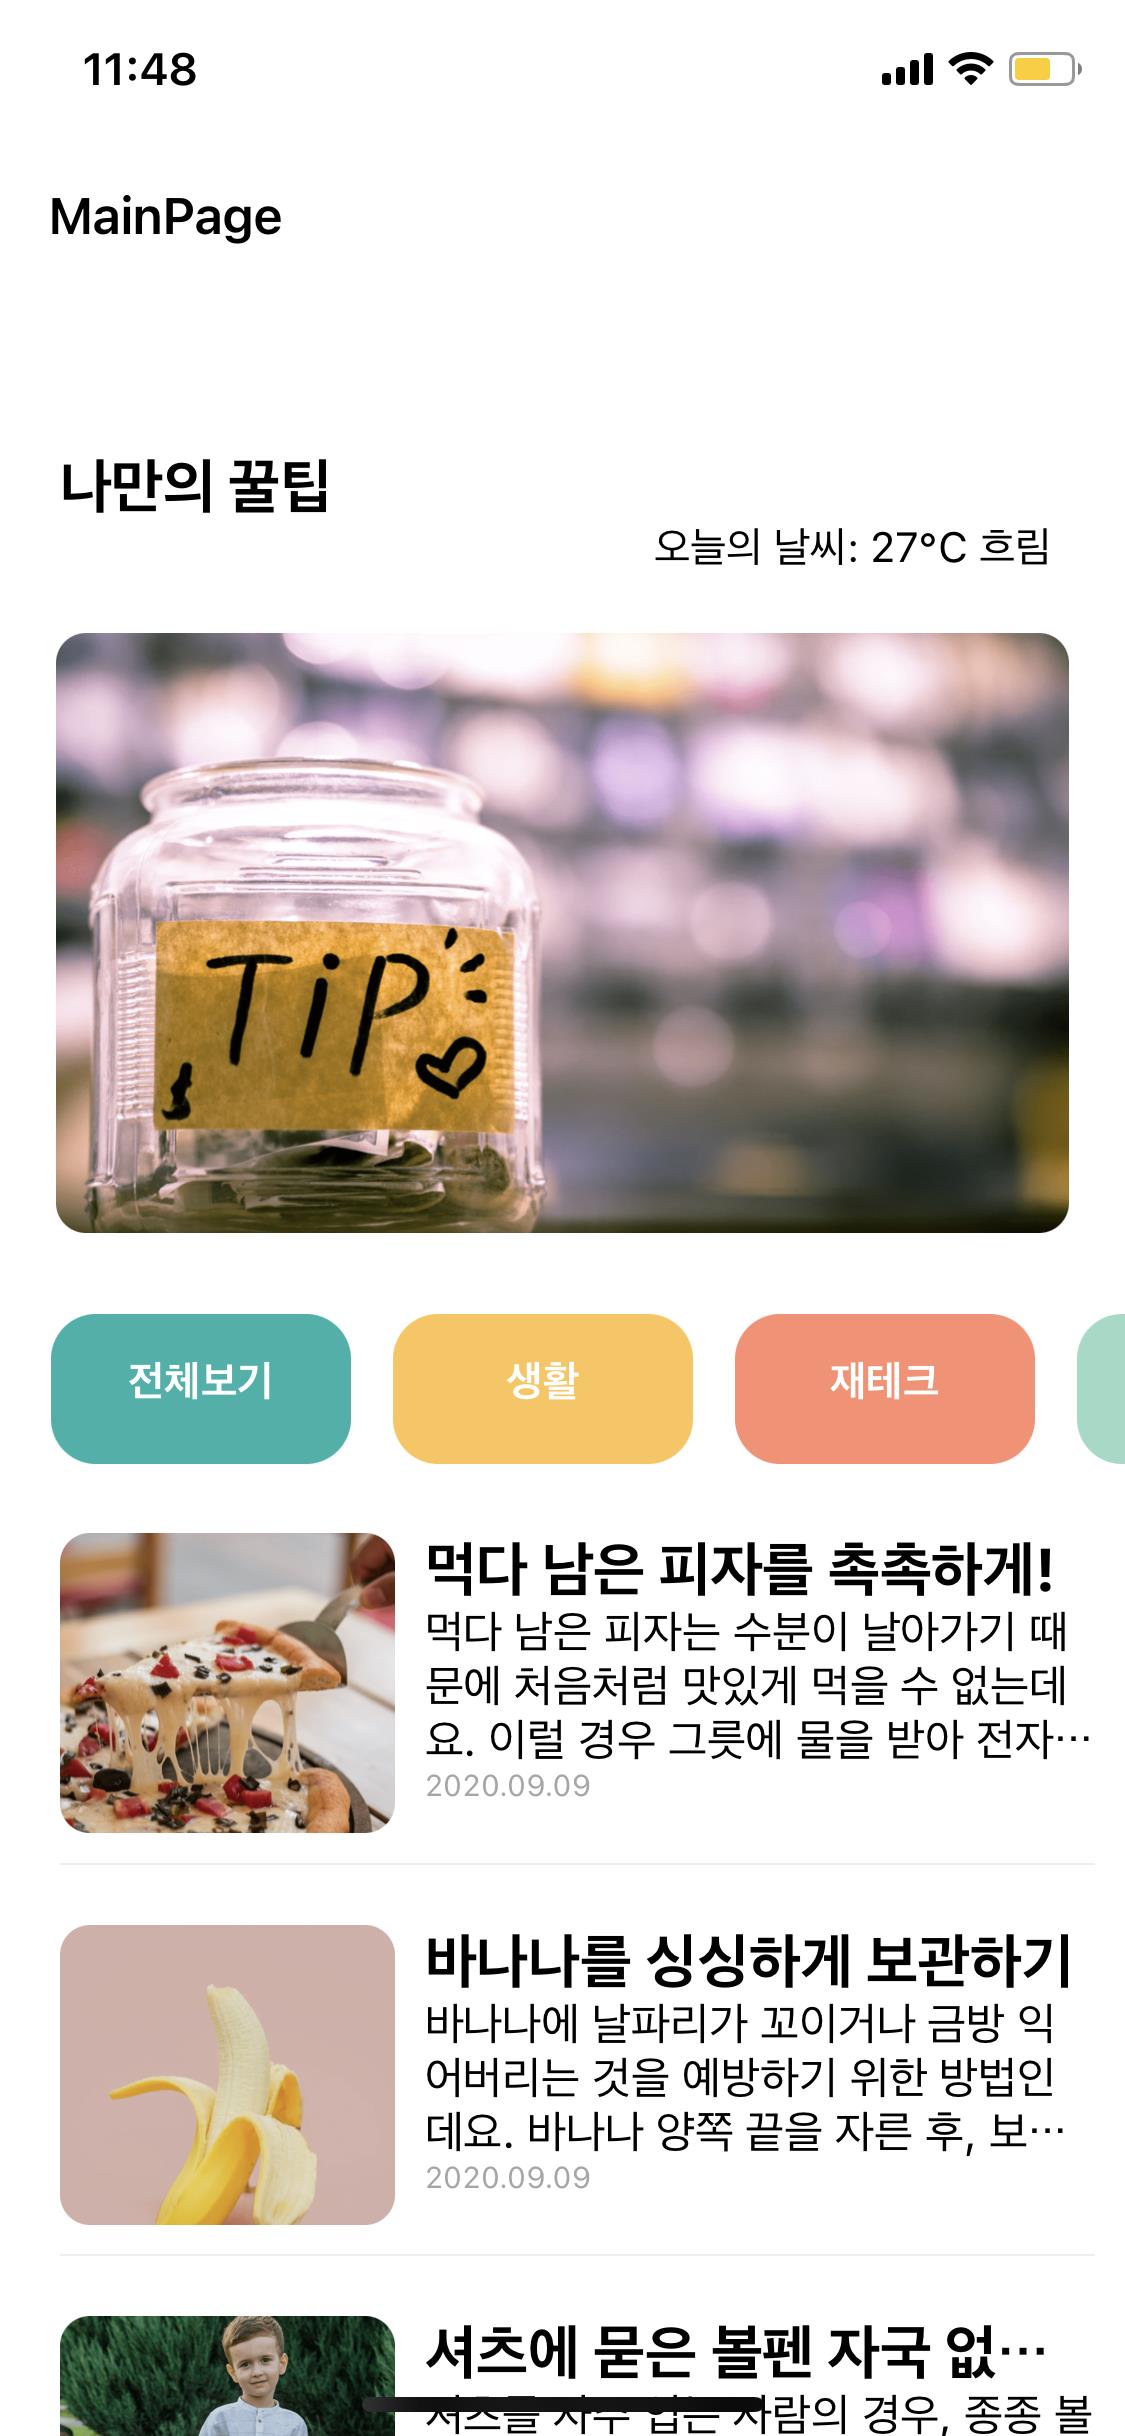 11:48
MainPage
나만의 꿀팁
오늘의 날씨: 27°C 흐림
TiP
전체보기
생활
재테크
먹다 남은 피자를 촉촉하게!
먹다 남은 피자는 수분이 날아가기 때
문에 처음처럼 맛있게 먹을 수 없는데
요. 이럴 경우 그릇에 물을 받아 전자…
2020.09.09
바나나를 싱싱하게 보관하기
바나나에 날파리가 꼬이거나 금방 익
어버리는 것을 예방하기 위한 방법인
데요. 바나나 양쪽 끝을 자른 후, 보…
2020.09.09
셔츠에 묻은 볼펜 자국 없…
셔츠를 자주 입는 사람의 경우, 종종 볼